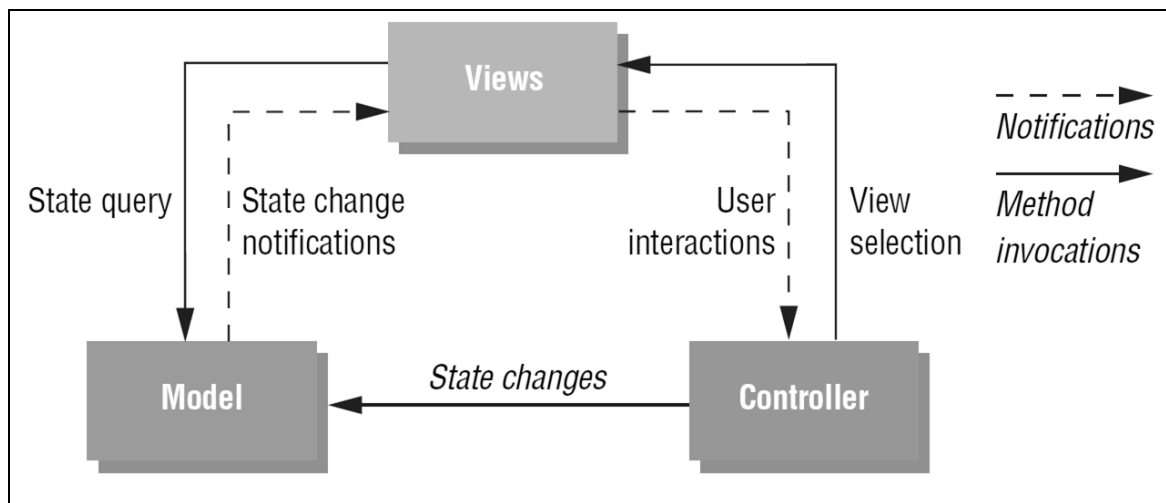 Views
Notifications
State query
State change
notifications
User
interactions
View
selection
Method
invocations
Model
State changes
Controller